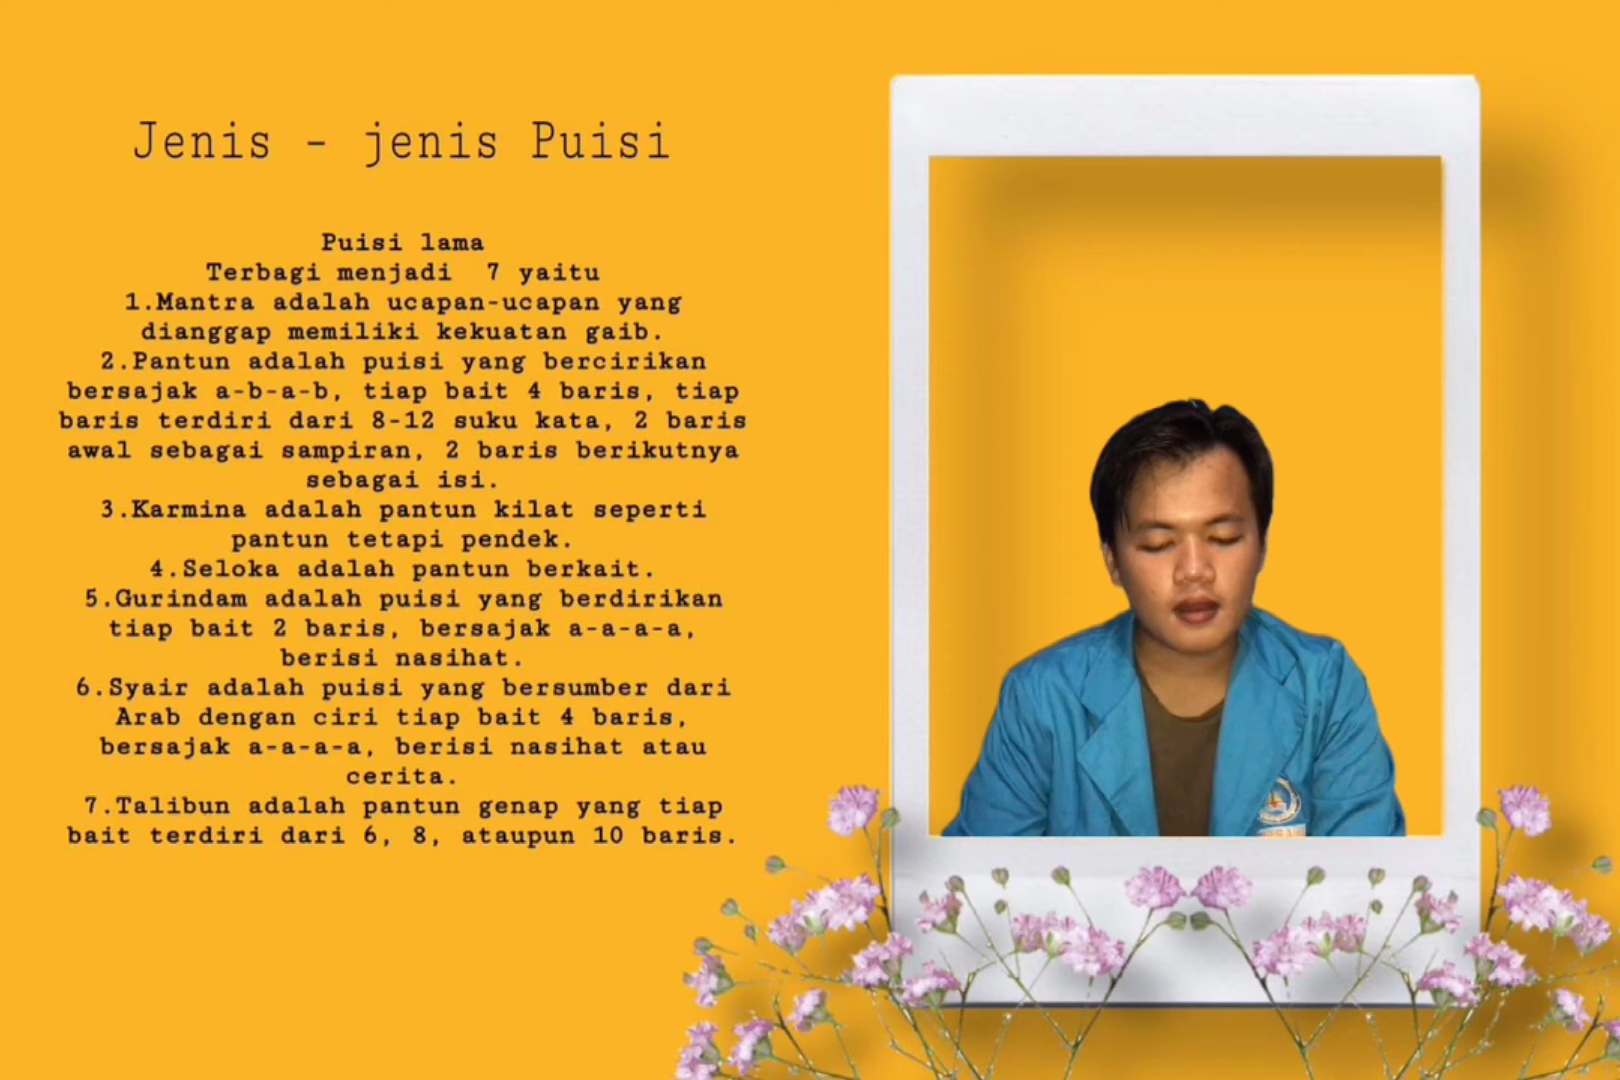 Jenis - jenis Puisi
Puisi lama
Terbagi menjadi 7 yaitu
1.Mantra adalah ucapan-ucapan yang
dianggap memiliki kekuatan gaib.
2.Pantun adalah puisi yang bercirikan
bersajak a-b-a-b, tiap bait 4 baris, tiap
baris terdiri dari 8-12 suku kata, 2 baris
awal sebagai sampiran, 2 baris berikutnya
sebagai isi.
3.Karmina adalah pantun kilat seperti
pantun tetapi pendek.
4.Seloka adalah pantun berkait.
5.Gurindam adalah puisi yang berdirikan
tiap bait 2 baris, bersajak a-a-a-a,
berisi nasihat.
6.Syair adalah puisi yang bersumber dari
Arab dengan ciri tiap bait 4 baris,
bersajak a-a-a-a, berisi nasihat atau
cerita.
7.Talibun adalah pantun genap yang tiap
bait terdiri dari 6, 8, ataupun 10 baris.